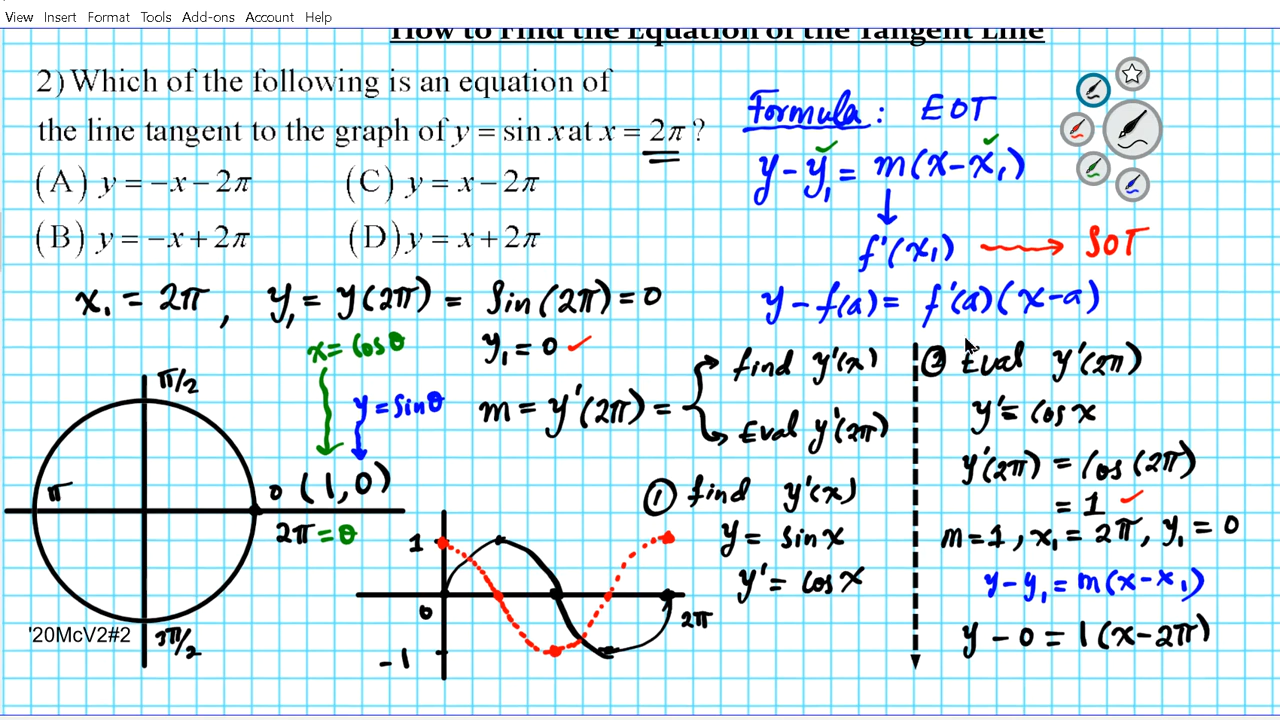 View Insert Format Tools Add-ons Account Help
How to Find the Equation of the Tangent Line
2) Which of the following is an equation of
the line tangent to the graph of y = sin x at x = 2π ?
(A) y = −x − 2π
(C) y = x − 2π
(B) y = −x + 2π
(D) y = x + 2π
Formula : EOT
y − y₁ = m(x − x₁)
f'(x₁) → SOT
y − f(a) = f'(a)(x − a)
x₁ = 2π , y₁ = y(2π) = Sin(2π) = 0
y₁ = 0
x = Cosθ
y = Sinθ
m = y'(2π) =
find y'(x)
Eval y'(2π)
π/2
π
0 (1,0)
2π = θ
3π/2
'20McV2#2
1
0
−1
2π
① find y'(x)
y = Sin x
y' = Cos x
② Eval y'(2π)
y' = Cos x
y'(2π) = Cos(2π)
= 1
m = 1 , x₁ = 2π , y₁ = 0
y − y₁ = m(x − x₁)
y − 0 = 1(x − 2π)